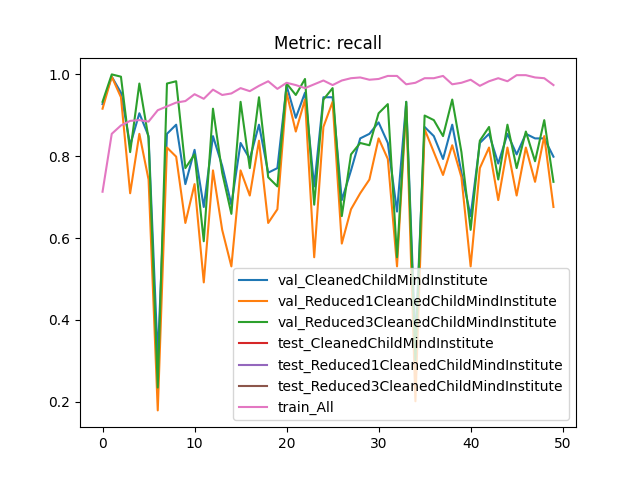 Metric: recall
1.0
0.8
0.6
0.4
0.2
val_CleanedChildMindInstitute
val_Reduced1CleanedChildMindInstitute
val_Reduced3CleanedChildMindInstitute
test_CleanedChildMindInstitute
test_Reduced1CleanedChildMindInstitute
test_Reduced3CleanedChildMindInstitute
train_All
0 10 20 30 40 50